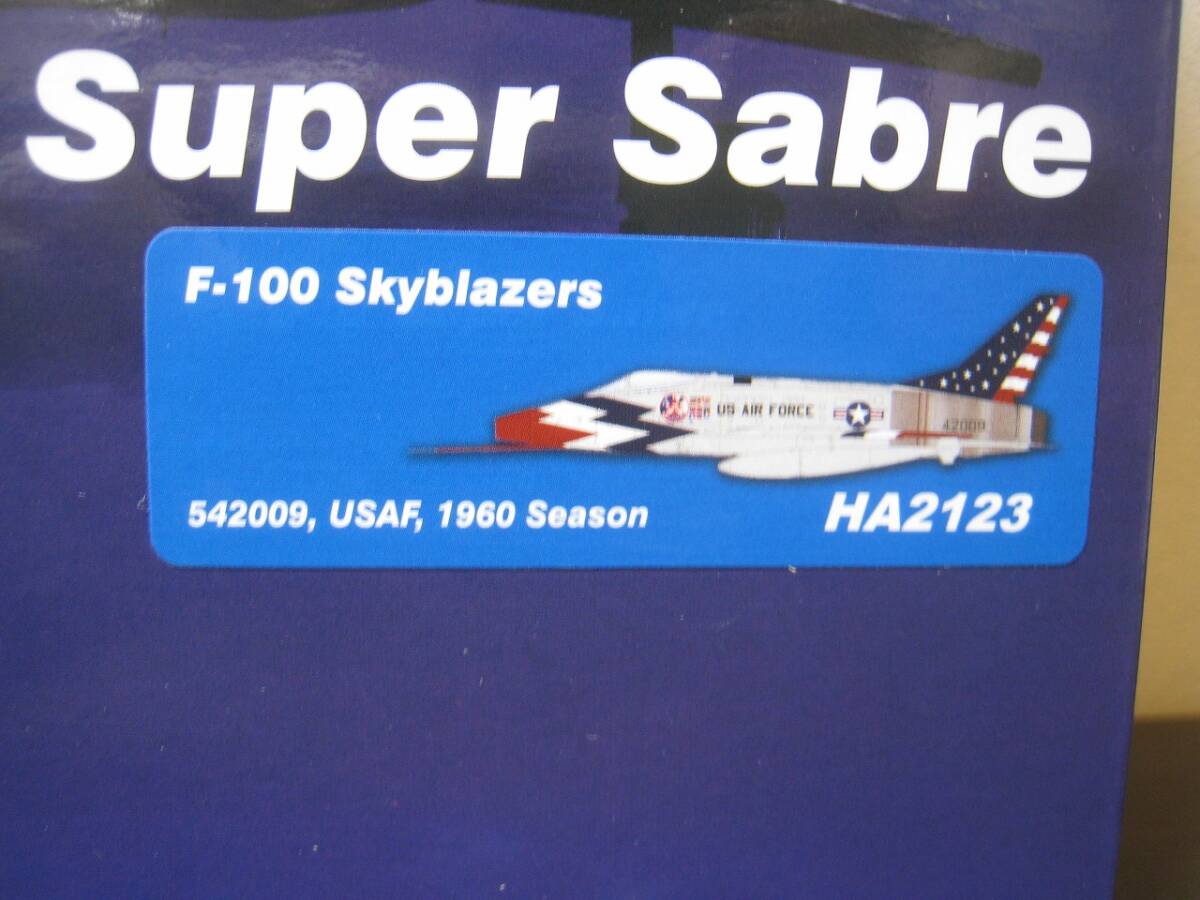 Super Sabre
F-100 Skyblazers
US AIR FORCE
42009
542009, USAF, 1960 Season
HA2123